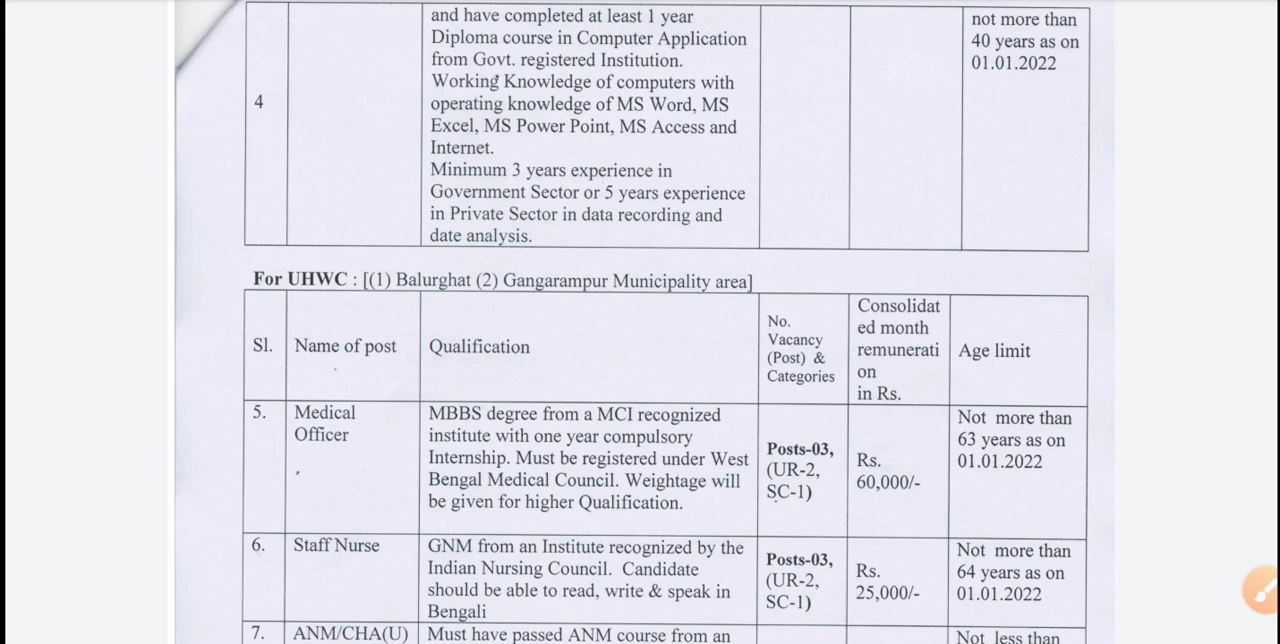 and have completed at least 1 year
Diploma course in Computer Application
from Govt. registered Institution.
Working Knowledge of computers with
operating knowledge of MS Word, MS
Excel, MS Power Point, MS Access and
Internet.
Minimum 3 years experience in
Government Sector or 5 years experience
in Private Sector in data recording and
date analysis.
4
not more than
40 years as on
01.01.2022
For UHWC : [(1) Balurghat (2) Gangarampur Municipality area]
Sl.
Name of post
Qualification
No.
Vacancy
(Post) &
Categories
Consolidat
ed month
remunerati
on
in Rs.
Age limit
5.
Medical
Officer
MBBS degree from a MCI recognized
institute with one year compulsory
Internship. Must be registered under West
Bengal Medical Council. Weightage will
be given for higher Qualification.
Posts-03,
(UR-2,
SC-1)
Rs.
60,000/-
Not more than
63 years as on
01.01.2022
6.
Staff Nurse
GNM from an Institute recognized by the
Indian Nursing Council. Candidate
should be able to read, write & speak in
Bengali
Posts-03,
(UR-2,
SC-1)
Rs.
25,000/-
Not more than
64 years as on
01.01.2022
7.
ANM/CHA(U)
Must have passed ANM course from an
Not less than